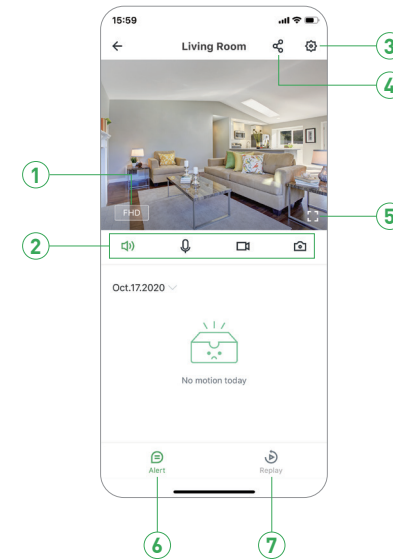 15:59
Living Room
3
4
1
FHD
5
2
Oct.17.2020
No motion today
Alert
Replay
6
7